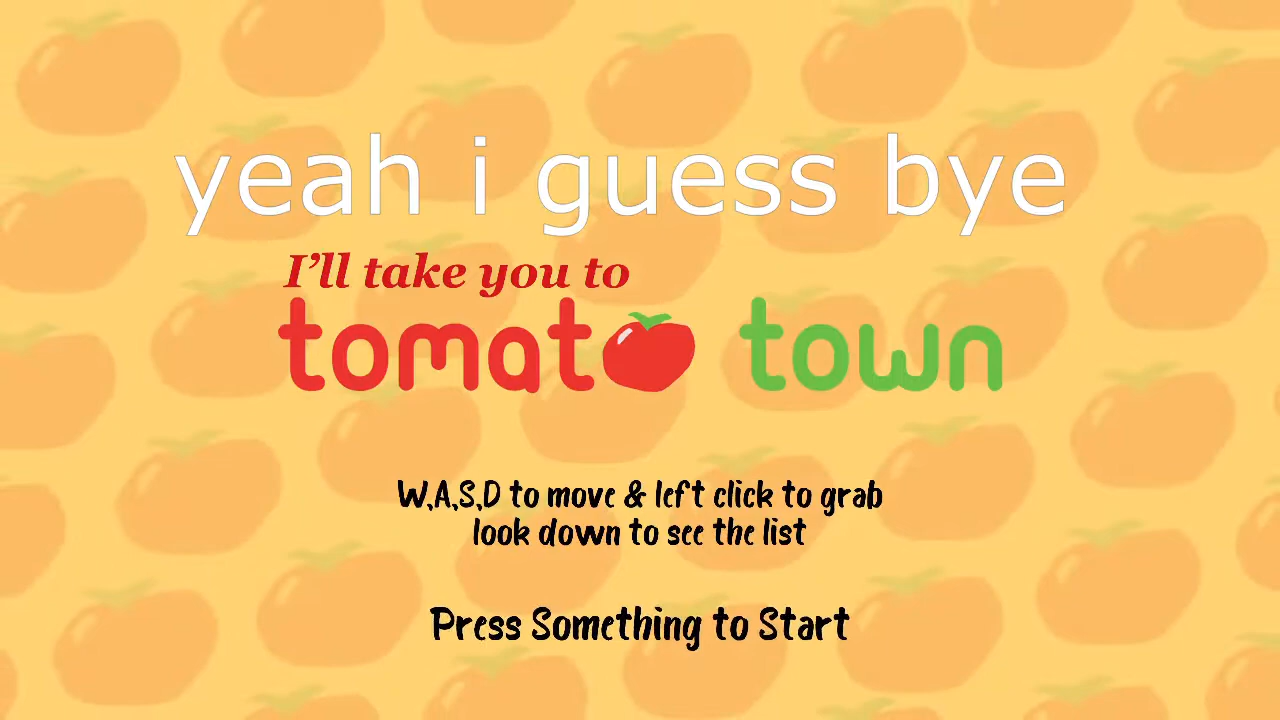 yeah i guess bye
I'll take you to
tomato town
W,A,S,D to move & left click to grab
look down to see the list
Press Something to Start